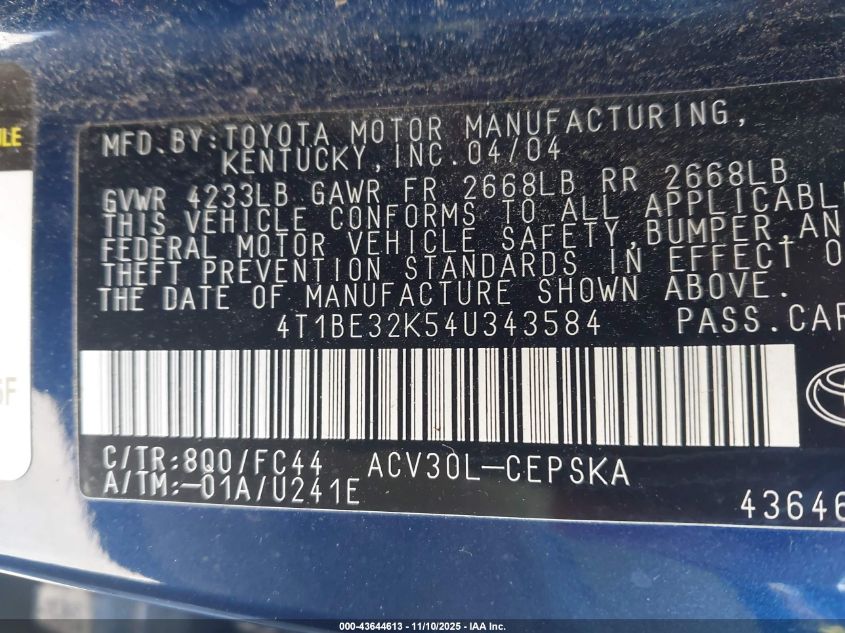 MFD. BY: TOYOTA MOTOR MANUFACTURING,
KENTUCKY, INC. 04/04
GVWR 4233LB GAWR FR 2668LB RR 2668LB
THIS VEHICLE CONFORMS TO ALL APPLICABL
FEDERAL MOTOR VEHICLE SAFETY, BUMPER, AN
THEFT PREVENTION STANDARDS IN EFFECT O
THE DATE OF MANUFACTURE SHOWN ABOVE.
4T1BE32K54U343584 PASS. CAR
C/TR:8Q0/FC44 ACV30L-CEPSKA
A/TM:-01A/U241E
43646
000-43644613 - 11/10/2025 - IAA Inc.